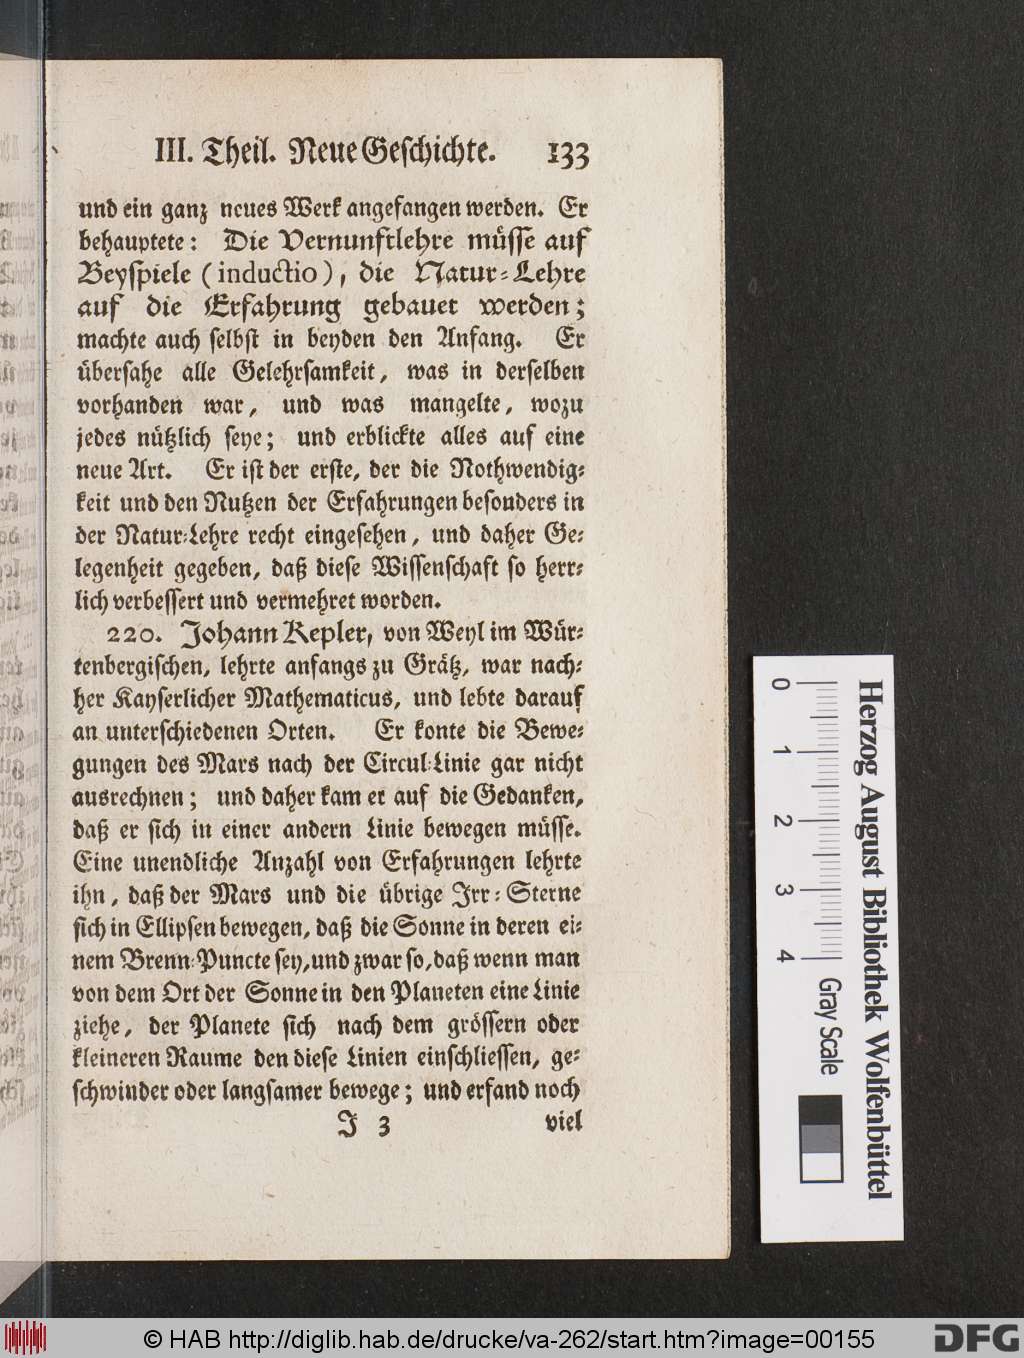 III. Theil. Neue Geschichte. 133
und ein ganz neues Werk angefangen werden. Er
behauptete: Die Vernunftlehre müsse auf
Beyspiele (inductio), die Natur-Lehre
auf die Erfahrung gebauet werden;
machte auch selbst in beyden den Anfang. Er
übersahe alle Gelehrsamkeit, was in derselben
vorhanden war, und was mangelte, wozu
jedes nützlich seye; und erblickte alles auf eine
neue Art. Er ist der erste, der die Nothwendig-
keit und den Nutzen der Erfahrungen besonders in
der Natur-Lehre recht eingesehen, und daher Ge-
legenheit gegeben, daß diese Wissenschaft so herr-
lich verbessert und vermehret worden.
220. Johann Kepler, von Weyl im Wür-
tenbergischen, lehrte anfangs zu Grätz, war nach-
her Kayserlicher Mathematicus, und lebte darauf
an unterschiedenen Orten. Er konte die Bewe-
gungen des Mars nach der Circul-Linie gar nicht
ausrechnen; und daher kam er auf die Gedanken,
daß er sich in einer andern Linie bewegen müsse.
Eine unendliche Anzahl von Erfahrungen lehrte
ihn, daß der Mars und die übrige Irr-Sterne
sich in Ellipsen bewegen, daß die Sonne in deren ei-
nem Brenn-Puncte sey, und zwar so, daß wenn man
von dem Ort der Sonne in den Planeten eine Linie
ziehe, der Planete sich nach dem grössern oder
kleineren Raume den diese Linien einschliessen, ge-
schwinder oder langsamer bewege; und erfand noch
J 3 viel
0 1 2 3 4 Gray Scale
Herzog August Bibliothek Wolfenbüttel
© HAB http://diglib.hab.de/drucke/va-262/start.htm?image=00155
DFG